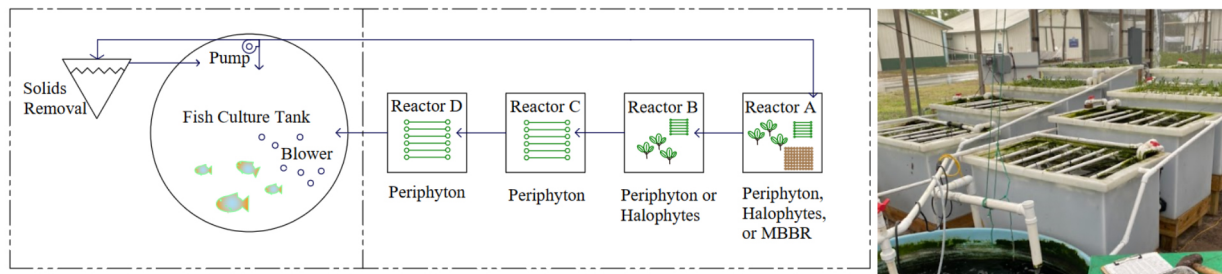 Pump
Solids
Removal
Fish Culture Tank
Blower
Reactor D
Periphyton
Reactor C
Periphyton
Reactor B
Periphyton or
Halophytes
Reactor A
Periphyton,
Halophytes,
or MBBR